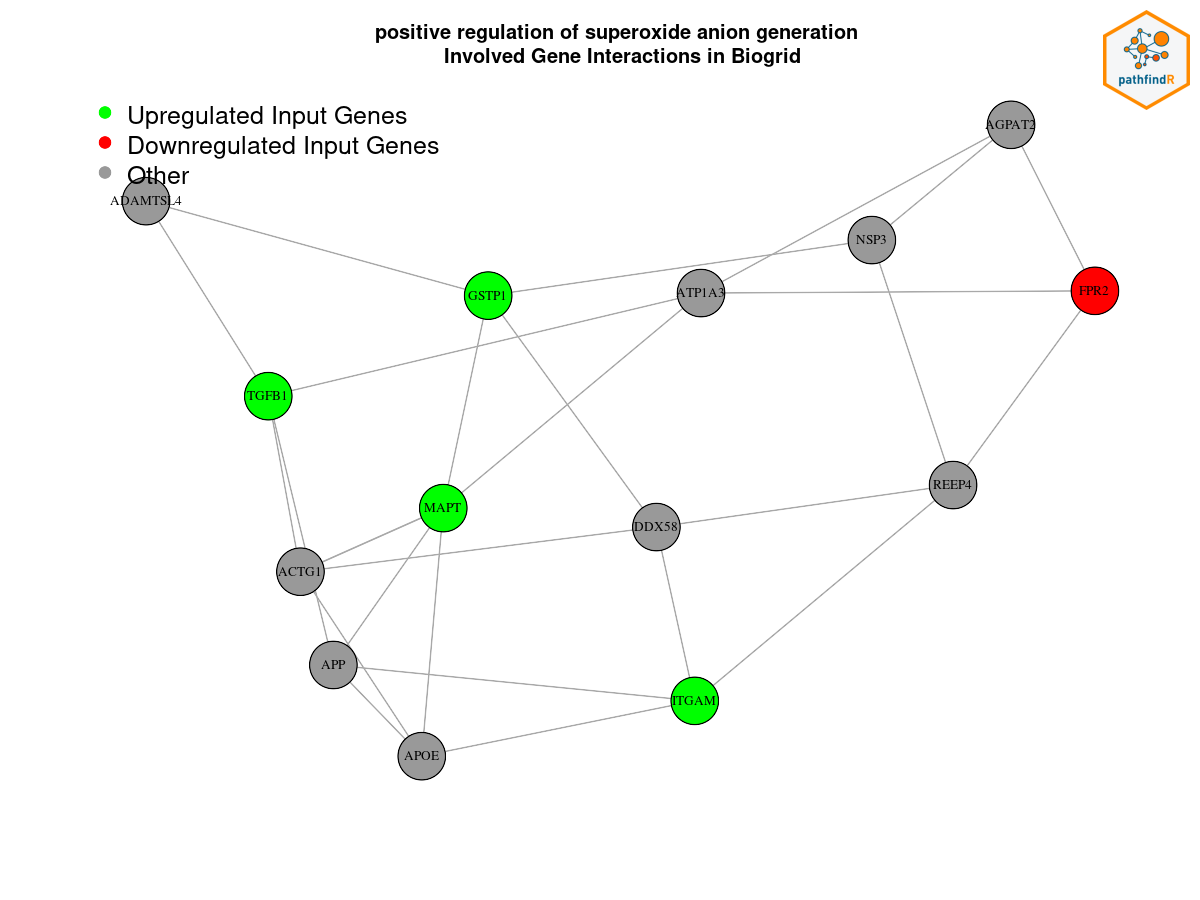 positive regulation of superoxide anion generation
Involved Gene Interactions in Biogrid
pathfindR
Upregulated Input Genes
Downregulated Input Genes
Other
AGPAT2
ADAMTSL4
NSP3
GSTP1
ATP1A3
FPR2
TGFB1
REEP4
MAPT
DDX58
ACTG1
APP
ITGAM
APOE